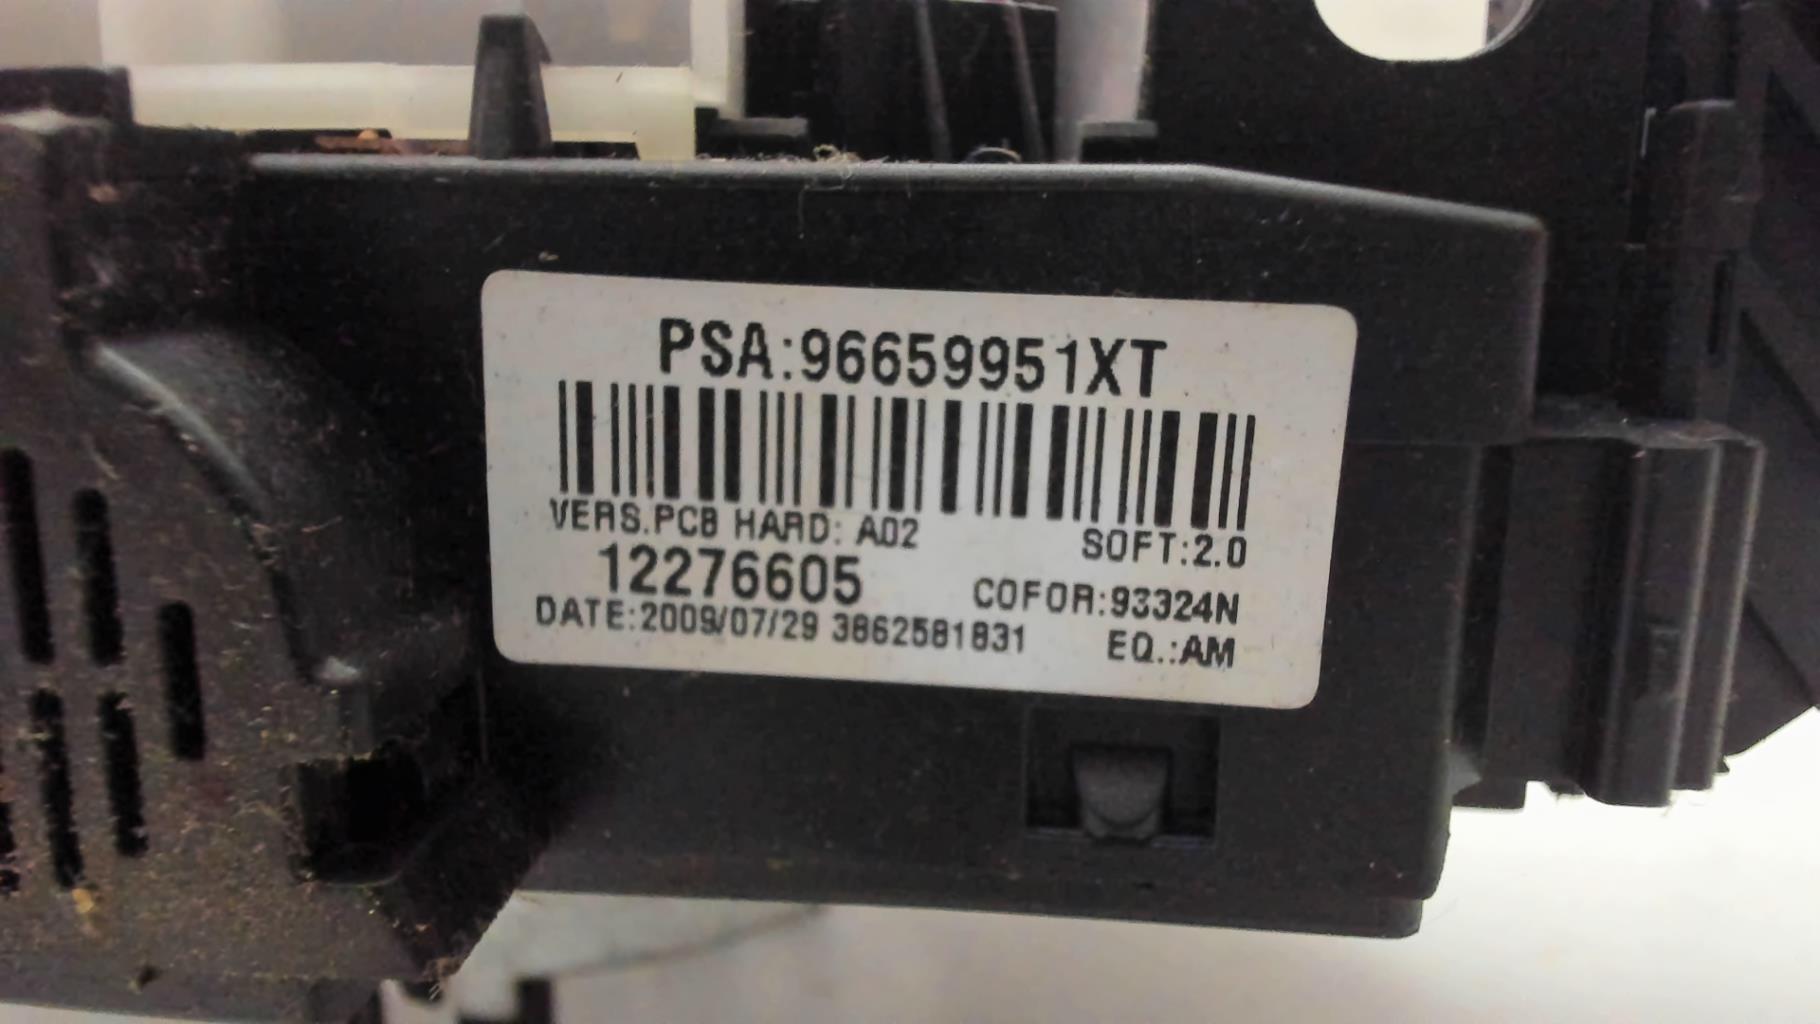 PSA:96659951XT
VERS.PCB HARD: A02
SOFT:2.0
12276605
COFOR:93324N
DATE:2009/07/29 3862581831
EQ.:AM